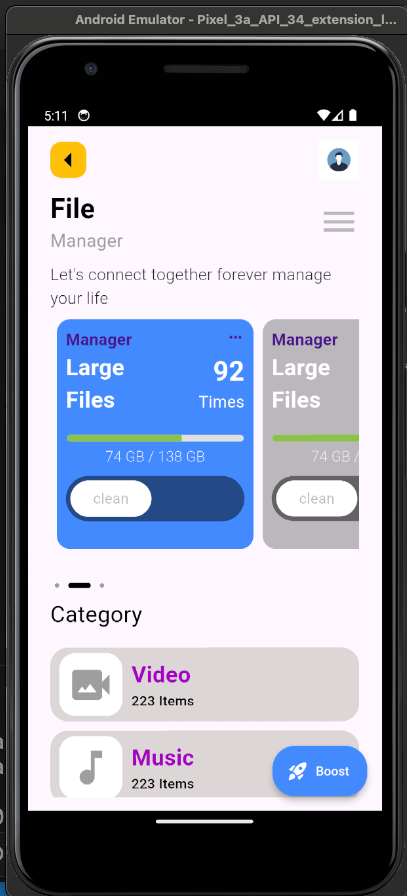 Android Emulator - Pixel_3a_API_34_extension_l...
5:11
File
Manager
Let's connect together forever manage
your life
Manager ...
Large 92
Files Times
74 GB / 138 GB
clean
Manager
Large
Files
74 GB /
clean
Category
Video
223 Items
Music
223 Items
Boost